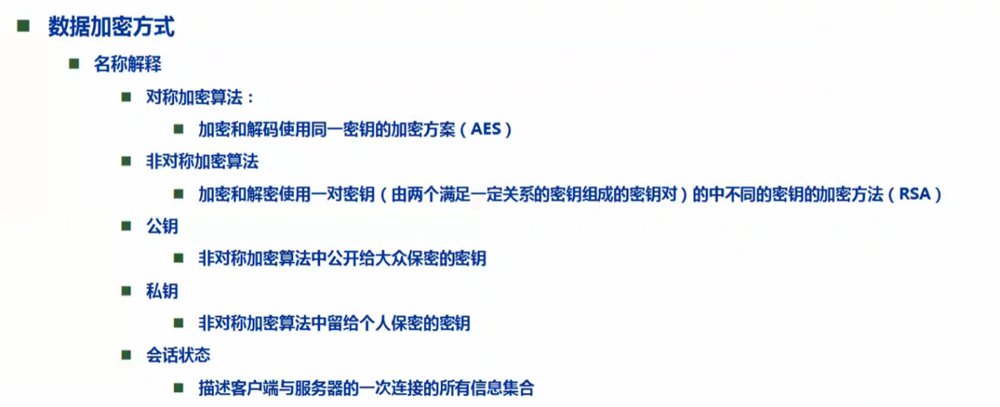 数据加密方式
名称解释
对称加密算法：
加密和解码使用同一密钥的加密方案（AES）
非对称加密算法
加密和解密使用一对密钥（由两个满足一定关系的密钥组成的密钥对）的中不同的密钥的加密方法（RSA）
公钥
非对称加密算法中公开给大众保密的密钥
私钥
非对称加密算法中留给个人保密的密钥
会话状态
描述客户端与服务器的一次连接的所有信息集合